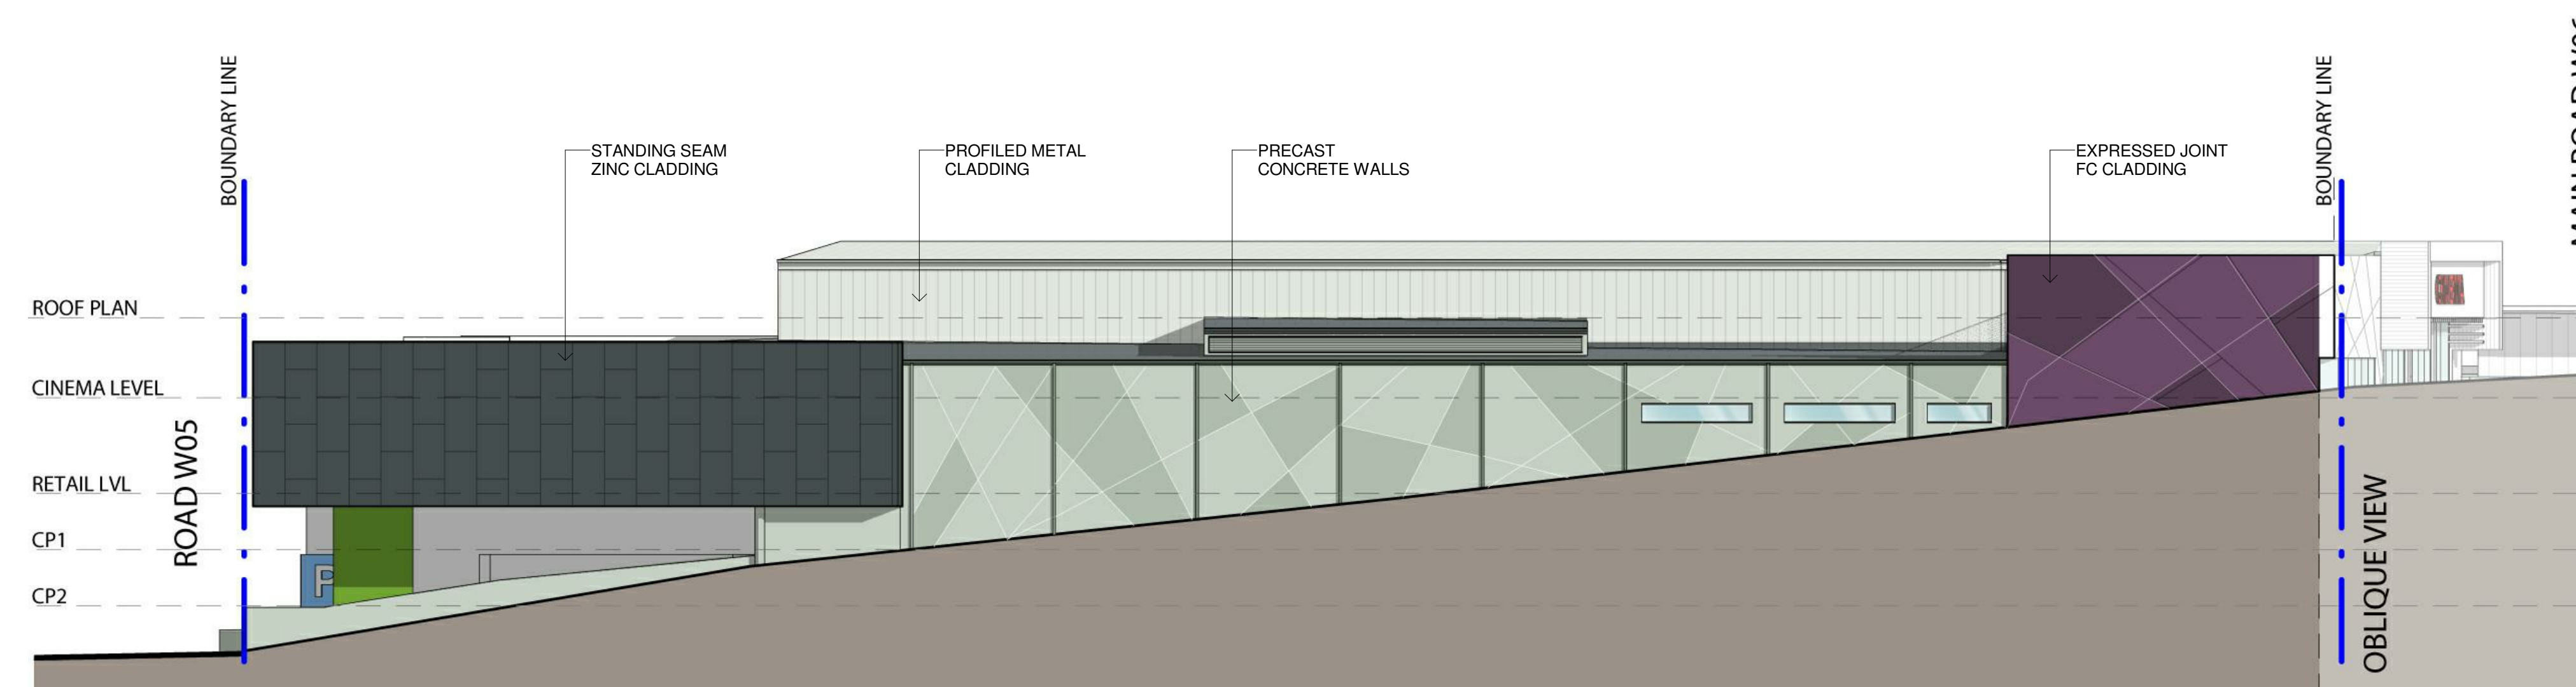 BOUNDARY LINE
STANDING SEAM
ZINC CLADDING
PROFILED METAL
CLADDING
PRECAST
CONCRETE WALLS
EXPRESSED JOINT
FC CLADDING
BOUNDARY LINE
ROOF PLAN
CINEMA LEVEL
RETAIL LVL
CP1
CP2
ROAD W05
P
OBLIQUE VIEW